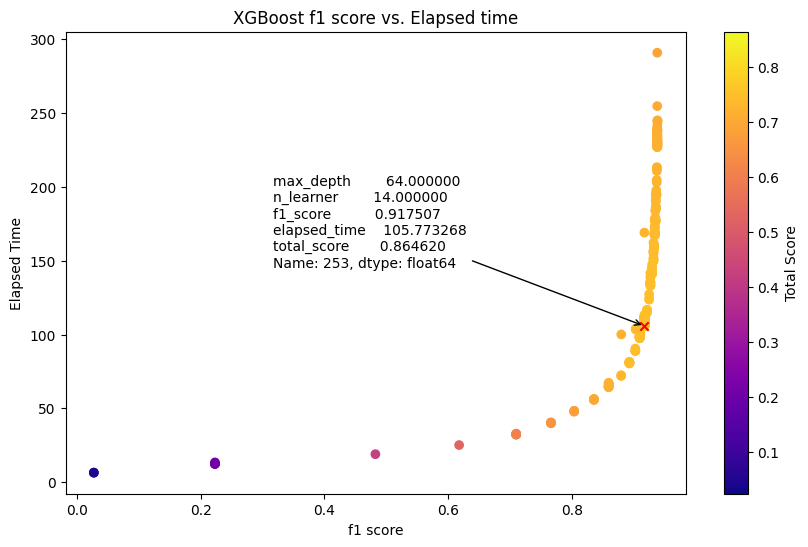 XGBoost f1 score vs. Elapsed time
300
250
200
150
100
50
0
Elapsed Time
max_depth 64.000000
n_learner 14.000000
f1_score 0.917507
elapsed_time 105.773268
total_score 0.864620
Name: 253, dtype: float64
0.0 0.2 0.4 0.6 0.8
f1 score
0.8
0.7
0.6
0.5
0.4
0.3
0.2
0.1
Total Score